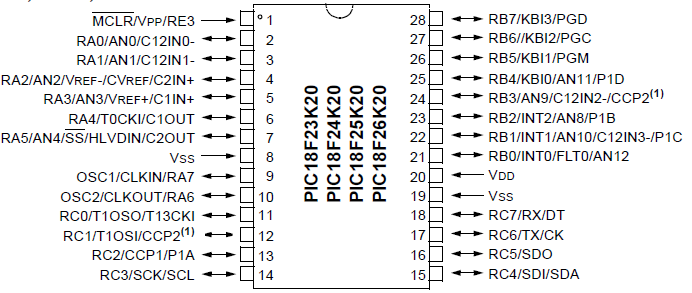 MCLR/VPP/RE3 1
RA0/AN0/C12IN0- 2
RA1/AN1/C12IN1- 3
RA2/AN2/VREF-/CVREF/C2IN+ 4
RA3/AN3/VREF+/C1IN+ 5
RA4/T0CKI/C1OUT 6
RA5/AN4/SS/HLVDIN/C2OUT 7
VSS 8
OSC1/CLKIN/RA7 9
OSC2/CLKOUT/RA6 10
RC0/T1OSO/T13CKI 11
RC1/T1OSI/CCP2(1) 12
RC2/CCP1/P1A 13
RC3/SCK/SCL 14
PIC18F23K20
PIC18F24K20
PIC18F25K20
PIC18F26K20
28 RB7/KBI3/PGD
27 RB6//KBI2/PGC
26 RB5/KBI1/PGM
25 RB4/KBI0/AN11/P1D
24 RB3/AN9/C12IN2-/CCP2(1)
23 RB2/INT2/AN8/P1B
22 RB1/INT1/AN10/C12IN3-/P1C
21 RB0/INT0/FLT0/AN12
20 VDD
19 VSS
18 RC7/RX/DT
17 RC6/TX/CK
16 RC5/SDO
15 RC4/SDI/SDA